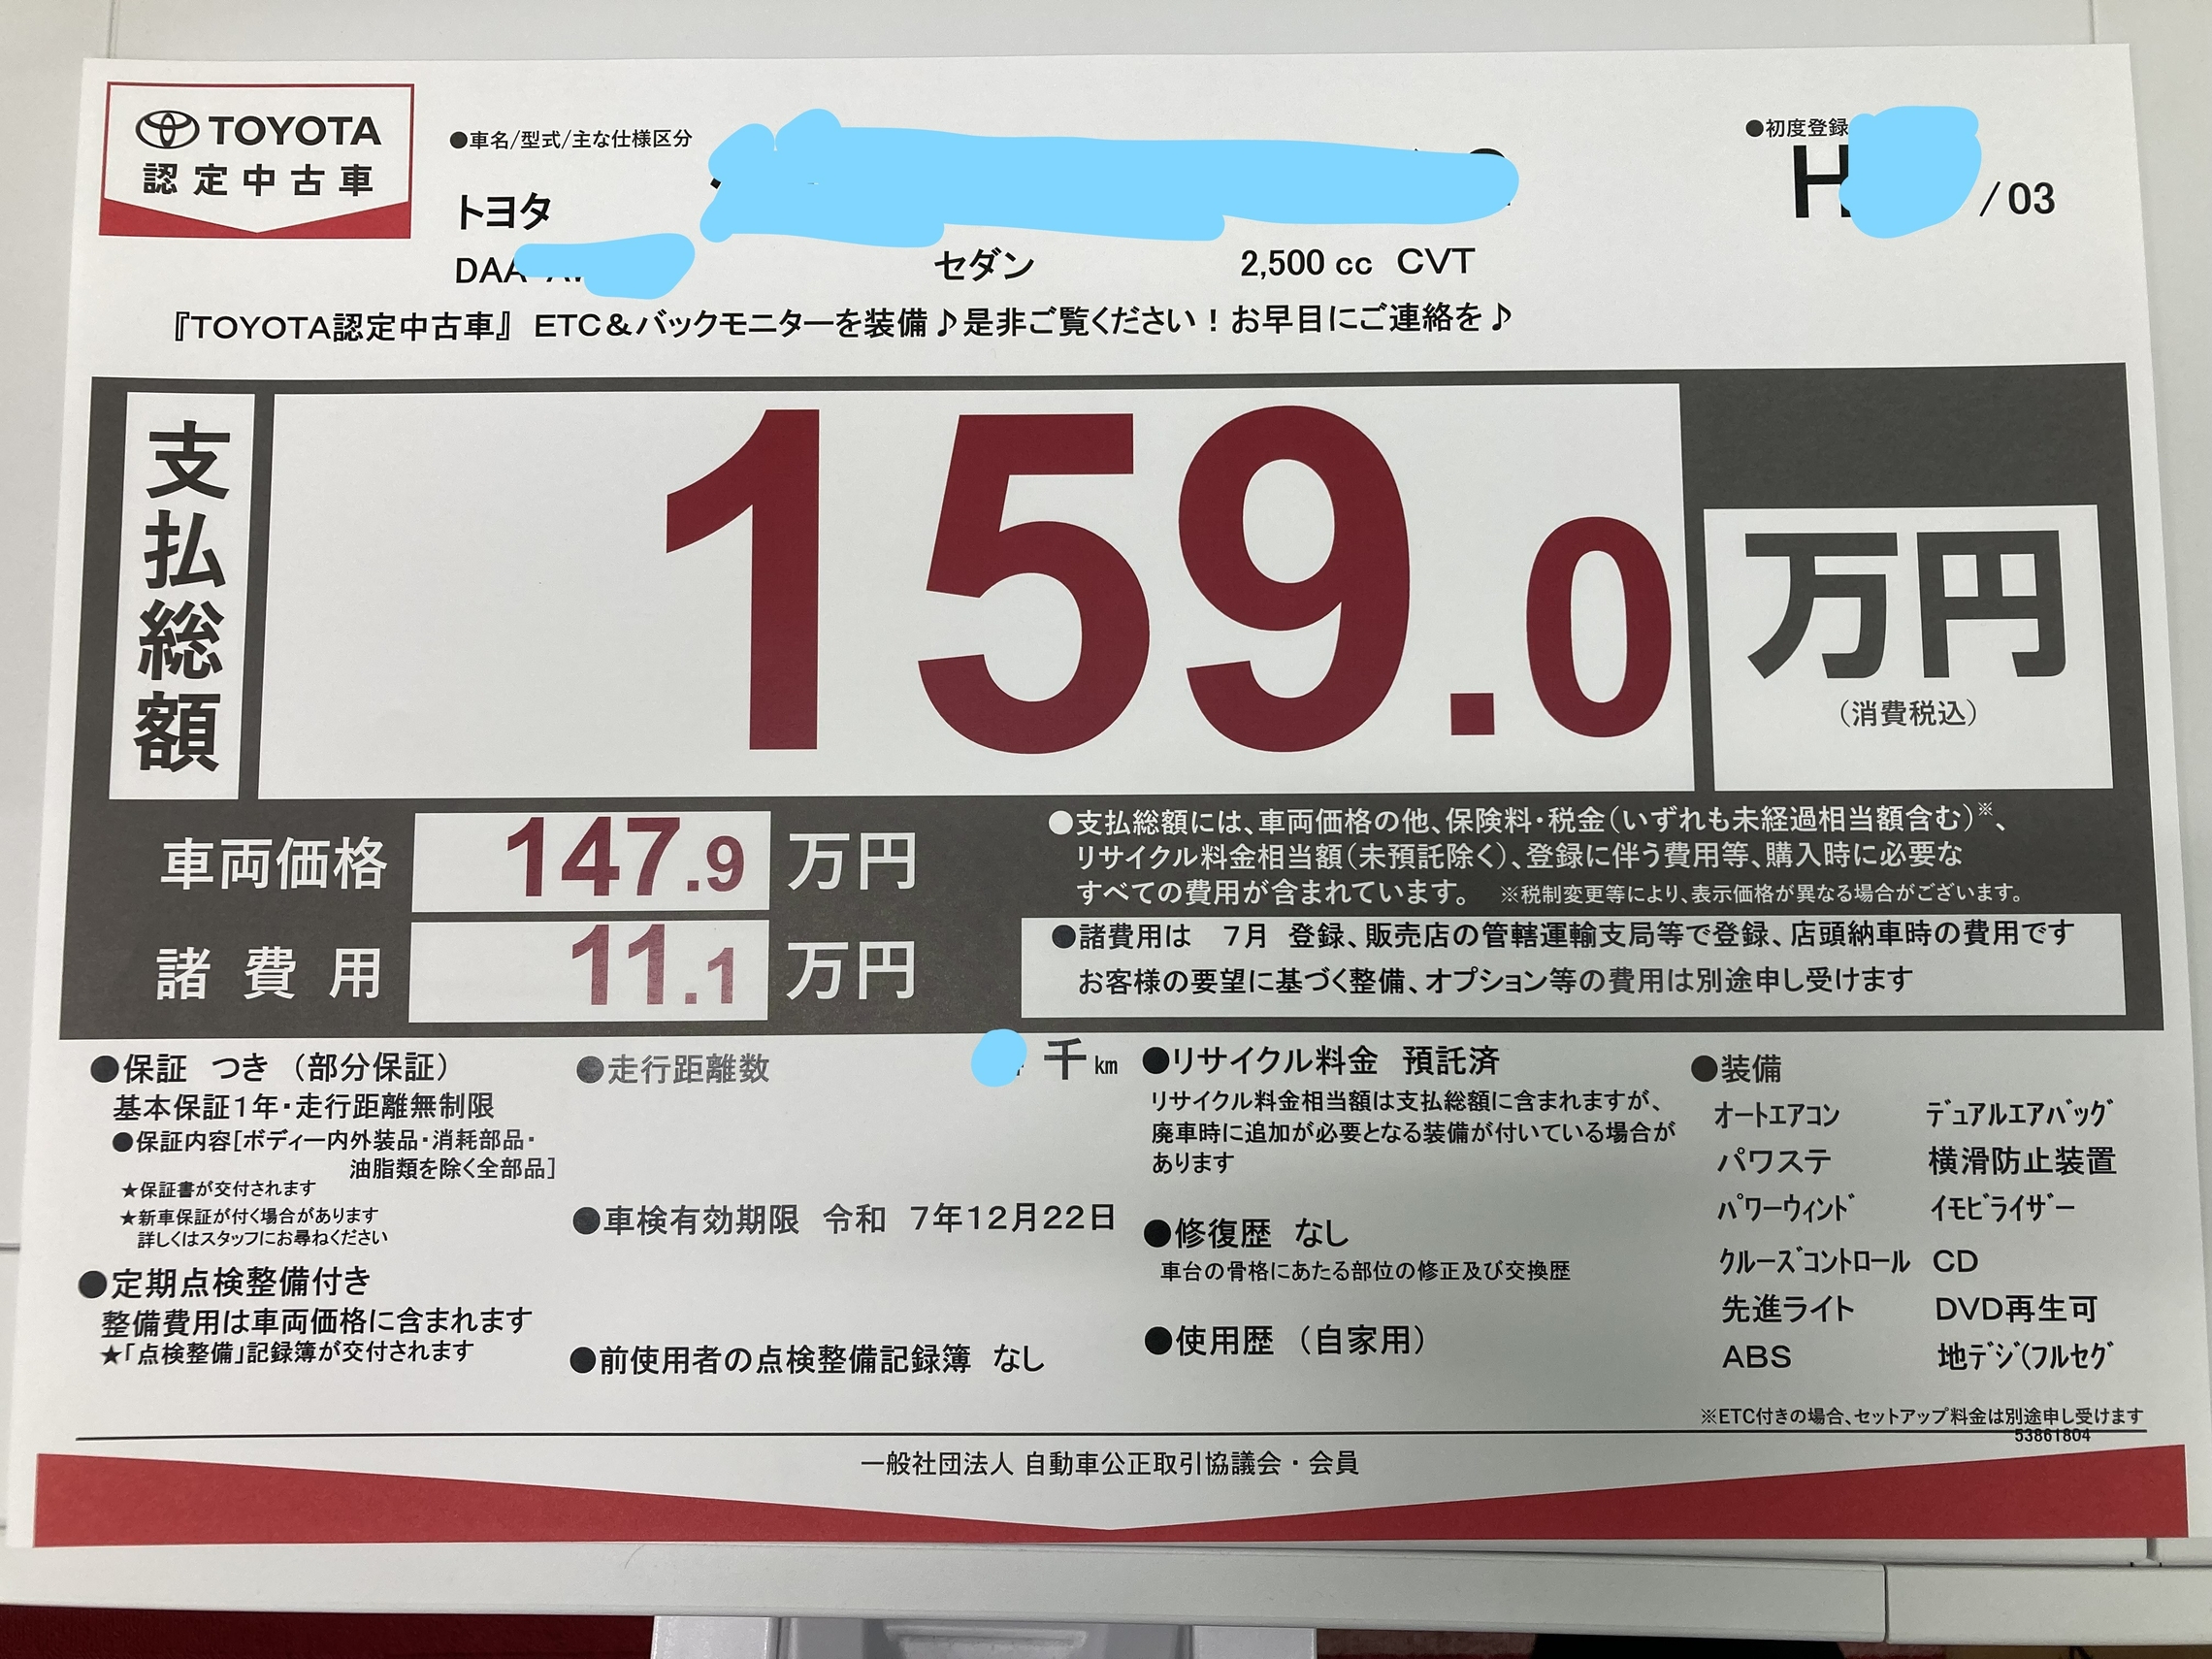 TOYOTA
認定中古車
●車名/型式/主な仕様区分
●初度登録
トヨタ
H /03
DAA セダン 2,500 cc CVT
『TOYOTA認定中古車』 ETC＆バックモニターを装備♪是非ご覧ください！お早目にご連絡を♪
支払総額
159.0
万円
（消費税込）
車両価格 147.9 万円
諸費用 11.1 万円
●支払総額には、車両価格の他、保険料・税金（いずれも未経過相当額含む）※、
リサイクル料金相当額（未預託除く）、登録に伴う費用等、購入時に必要な
すべての費用が含まれています。 ※税制変更等により、表示価格が異なる場合がございます。
●諸費用は 7月 登録、販売店の管轄運輸支局等で登録、店頭納車時の費用です
お客様の要望に基づく整備、オプション等の費用は別途申し受けます
●保証 つき （部分保証）
基本保証１年・走行距離無制限
●保証内容［ボディー内外装品・消耗部品・
油脂類を除く全部品］
★保証書が交付されます
★新車保証が付く場合があります
詳しくはスタッフにお尋ねください
●定期点検整備付き
整備費用は車両価格に含まれます
★「点検整備」記録簿が交付されます
●走行距離数 千km
●車検有効期限 令和 7年12月22日
●前使用者の点検整備記録簿 なし
●リサイクル料金 預託済
リサイクル料金相当額は支払総額に含まれますが、
廃車時に追加が必要となる装備が付いている場合が
あります
●修復歴 なし
車台の骨格にあたる部位の修正及び交換歴
●使用歴 （自家用）
●装備
オートエアコン ﾃﾞｭｱﾙエアﾊﾞｯｸﾞ
パワステ 横滑防止装置
ﾊﾟﾜｰｳｨﾝﾄﾞ ｲﾓﾋﾞﾗｲｻﾞｰ
ｸﾙｰｽﾞｺﾝﾄﾛｰﾙ CD
先進ライト DVD再生可
ABS 地ﾃﾞｼﾞ(ﾌﾙｾｸﾞ
※ETC付きの場合、セットアップ料金は別途申し受けます
53861804
一般社団法人 自動車公正取引協議会・会員